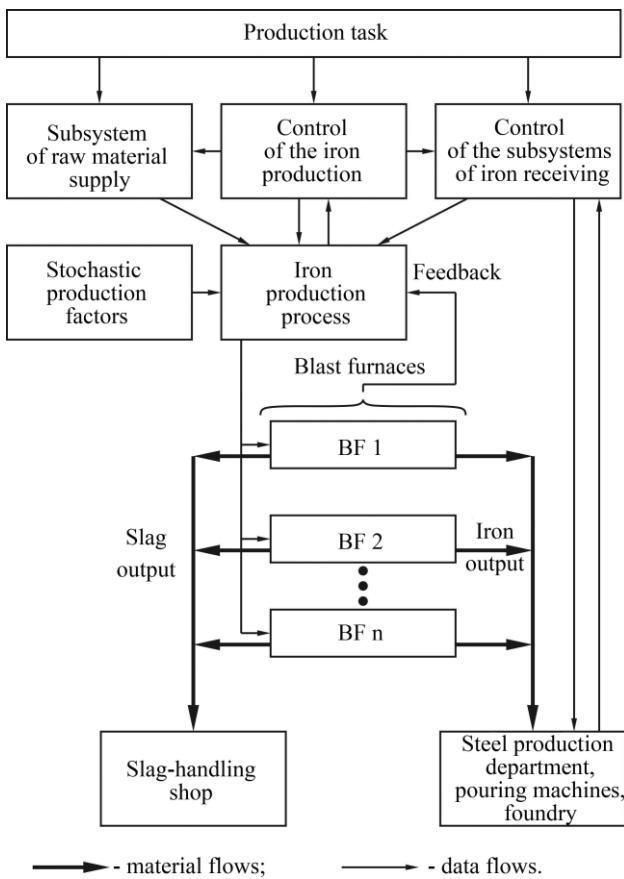 Production task
Subsystem
of raw material
supply
Control
of the iron
production
Control
of the subsystems
of iron receiving
Stochastic
production
factors
Iron
production
process
Feedback
Blast furnaces
BF 1
Slag
output
BF 2
Iron
output
BF n
Slag-handling
shop
Steel production
department,
pouring machines,
foundry
- material flows;
- data flows.